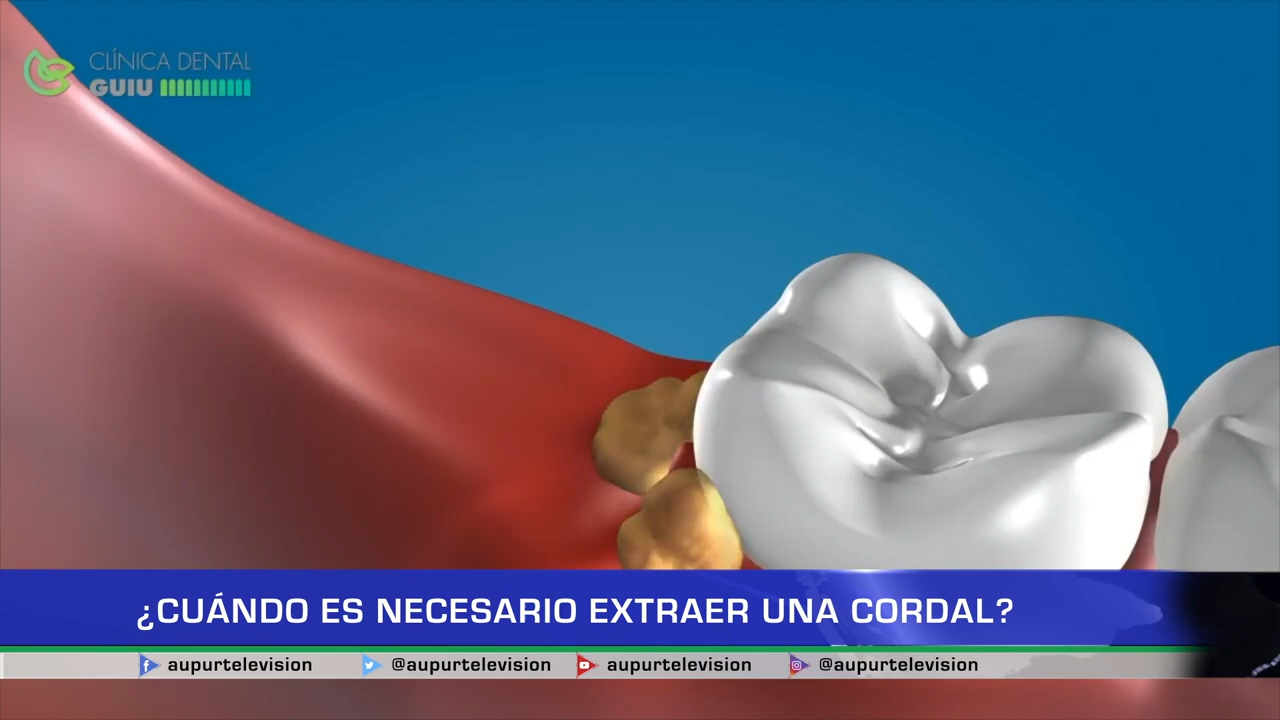 CLÍNICA DENTAL
GUIU
¿CUÁNDO ES NECESARIO EXTRAER UNA CORDAL?
aupurtelevision @aupurtelevision aupurtelevision @aupurtelevision